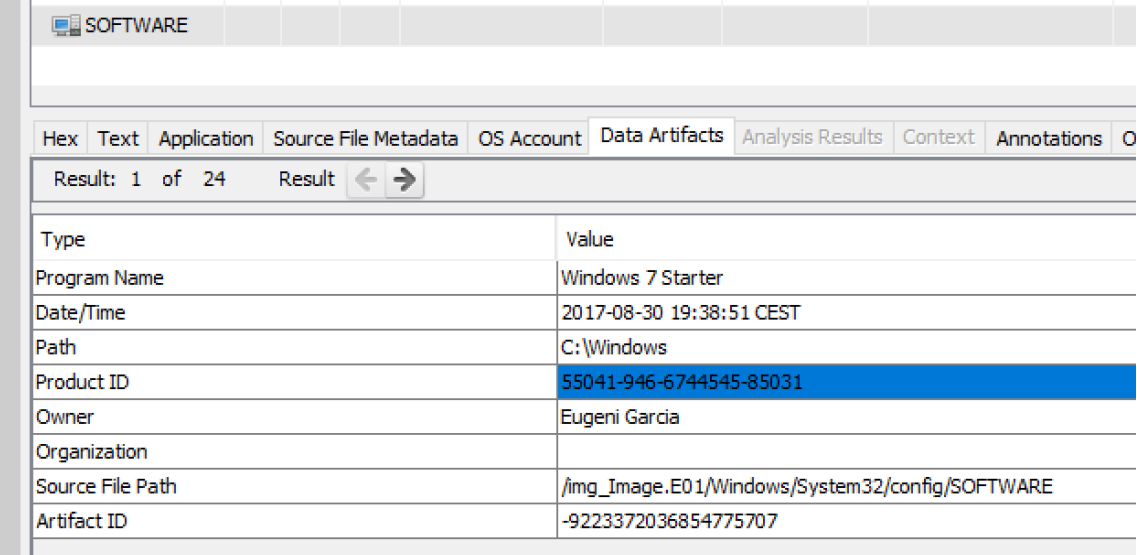 SOFTWARE
Hex Text Application Source File Metadata OS Account Data Artifacts Analysis Results Context Annotations
Result: 1 of 24 Result
Type Value
Program Name Windows 7 Starter
Date/Time 2017-08-30 19:38:51 CEST
Path C:\Windows
Product ID 55041-946-6744545-85031
Owner Eugeni Garcia
Organization
Source File Path /img_Image.E01/Windows/System32/config/SOFTWARE
Artifact ID -9223372036854775707